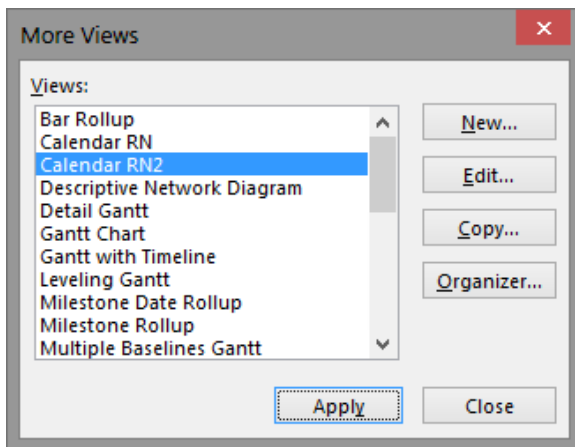 More Views
Views:
Bar Rollup
Calendar RN
Calendar RN2
Descriptive Network Diagram
Detail Gantt
Gantt Chart
Gantt with Timeline
Leveling Gantt
Milestone Date Rollup
Milestone Rollup
Multiple Baselines Gantt
New...
Edit...
Copy...
Organizer...
Apply
Close